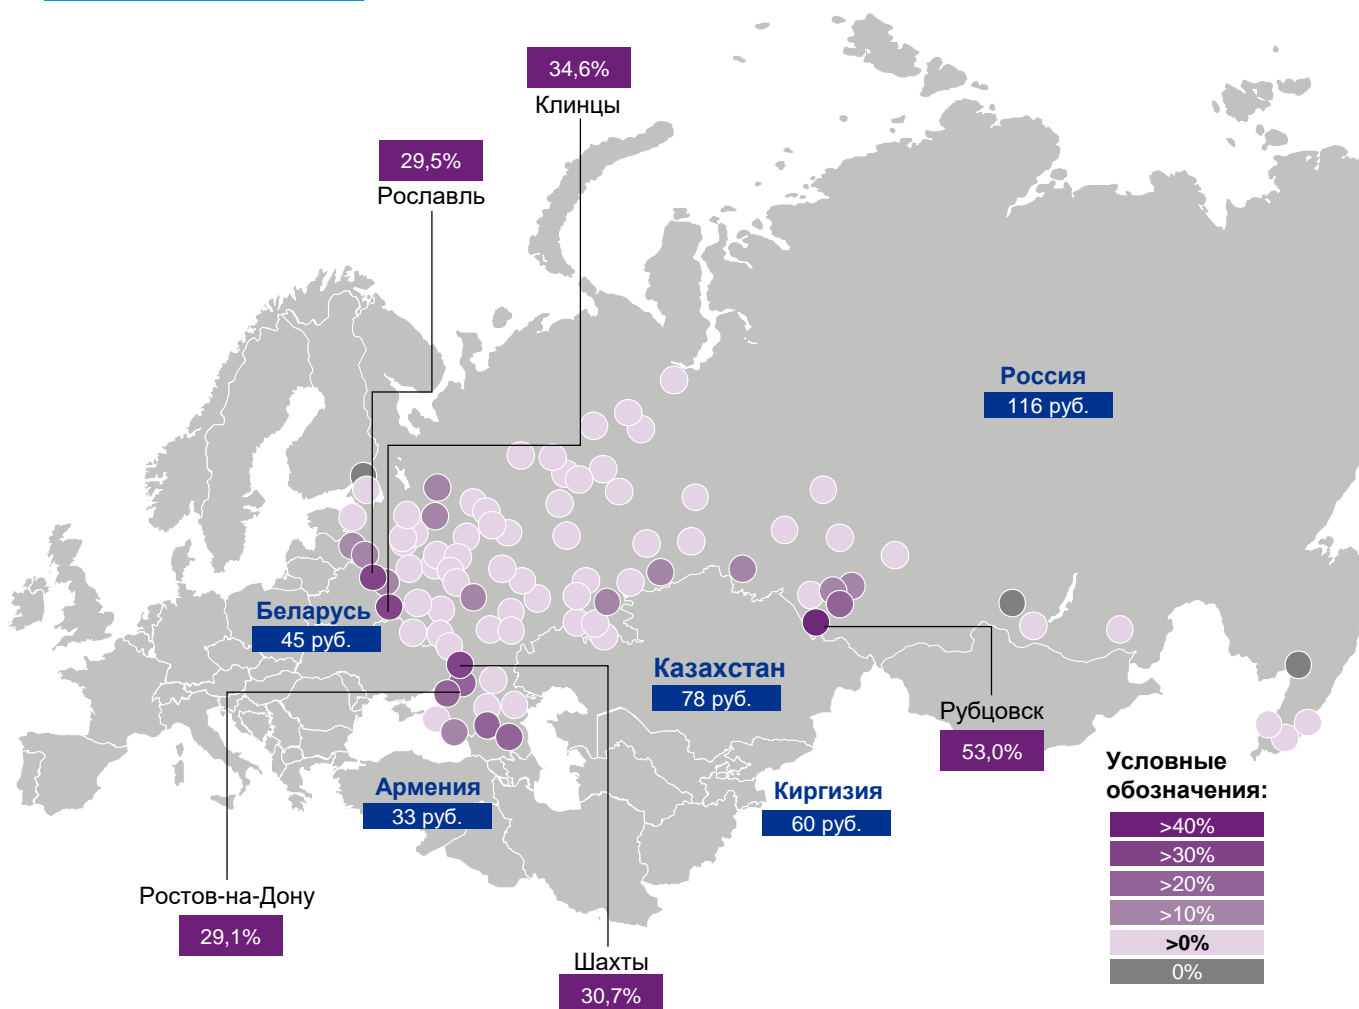 34,6%
Клинцы
29,5%
Рославль
Россия
116 руб.
Беларусь
45 руб.
Казахстан
78 руб.
Рубцовск
53,0%
Армения
33 руб.
Киргизия
60 руб.
Условные
обозначения:
>40%
>30%
>20%
>10%
>0%
0%
Ростов-на-Дону
29,1%
Шахты
30,7%